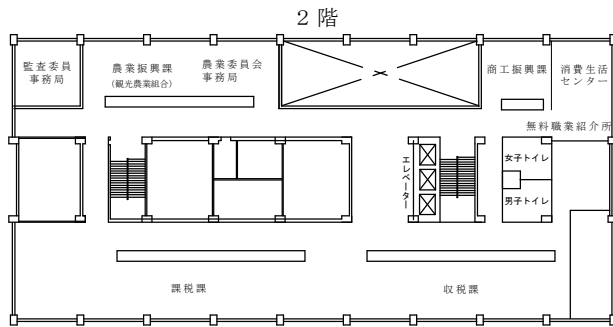 ２階
監査委員
事務局
農業振興課
(観光農業組合)
農業委員会
事務局
商工振興課
消費生活
センター
無料職業紹介所
エレベーター
女子トイレ
男子トイレ
課税課
収税課